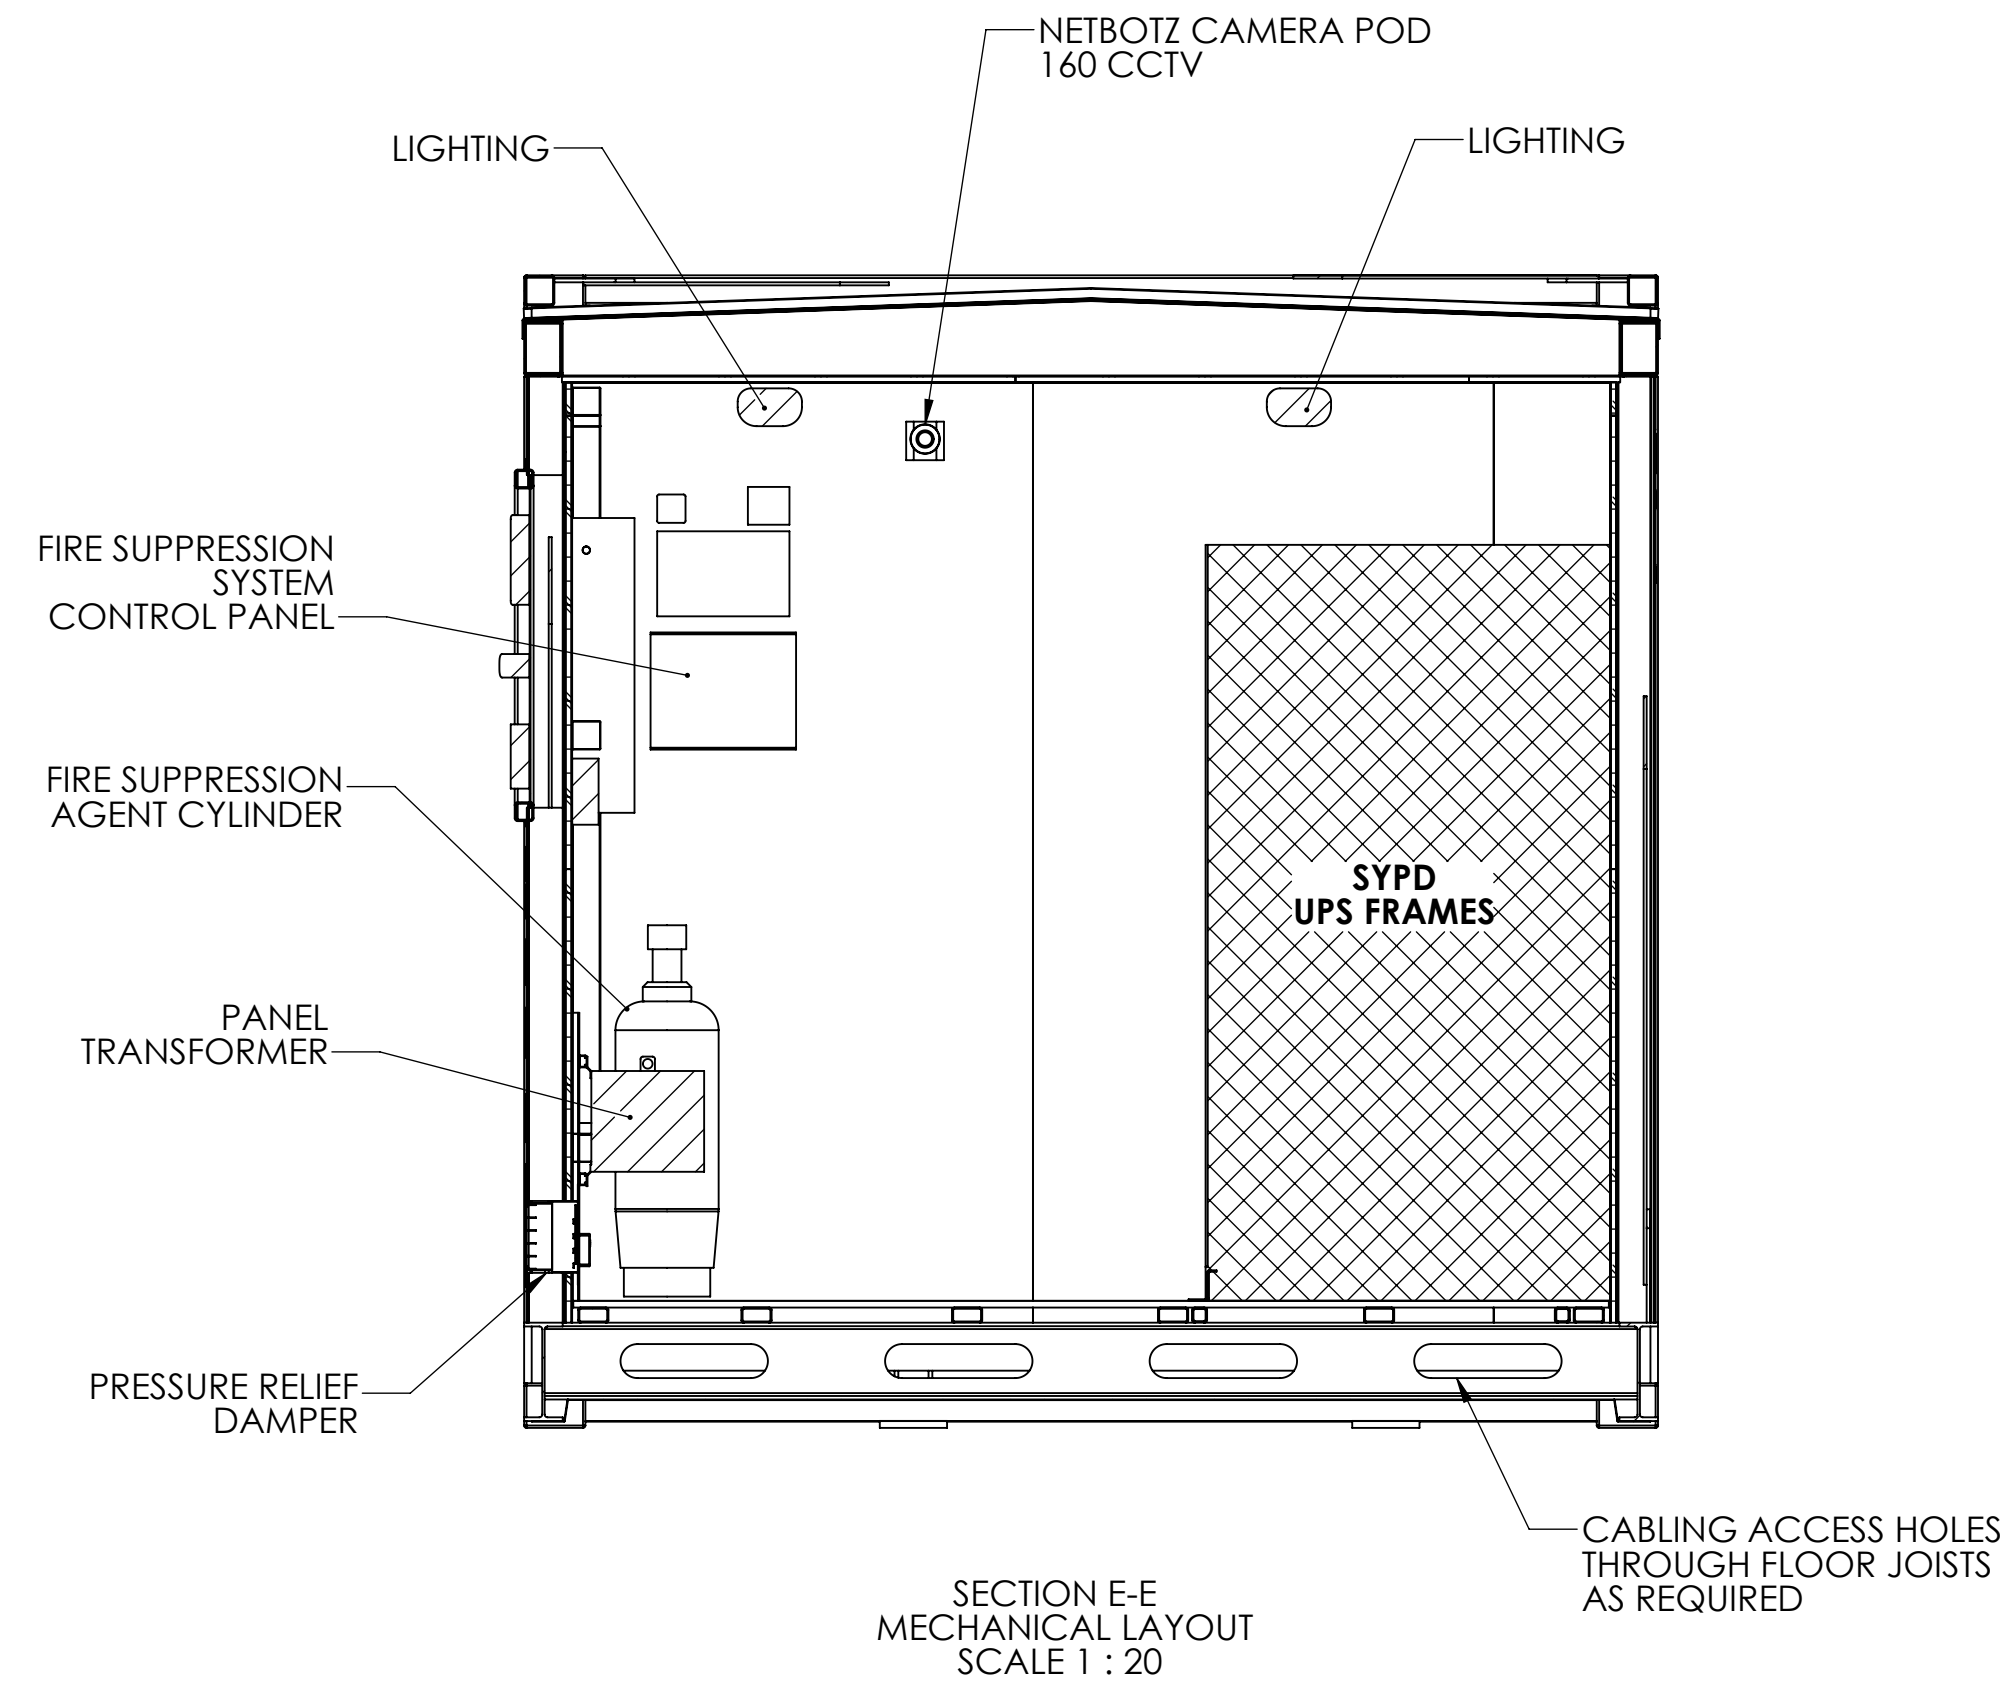 NETBOTZ CAMERA POD
160 CCTV
LIGHTING
LIGHTING
FIRE SUPPRESSION
SYSTEM
CONTROL PANEL
FIRE SUPPRESSION
AGENT CYLINDER
SYPD
UPS FRAMES
PANEL
TRANSFORMER
PRESSURE RELIEF
DAMPER
CABLING ACCESS HOLES
THROUGH FLOOR JOISTS
AS REQUIRED
SECTION E-E
MECHANICAL LAYOUT
SCALE 1 : 20